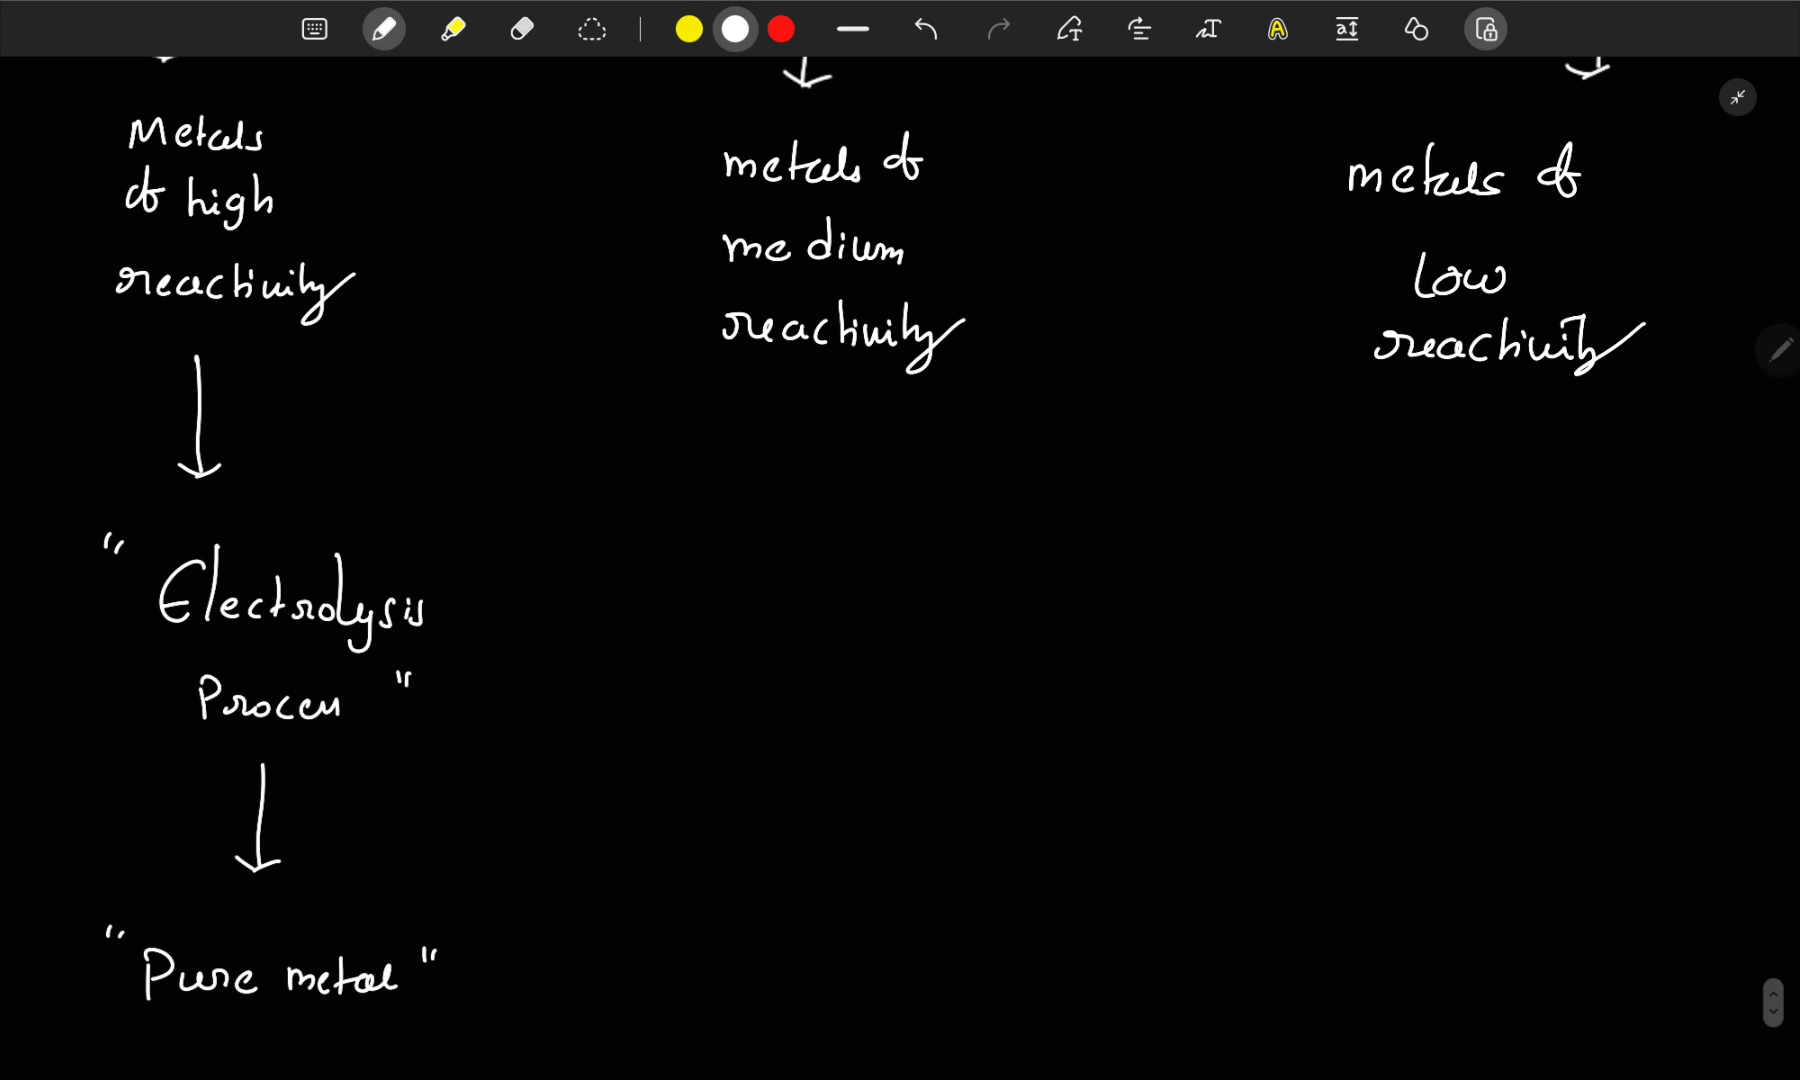 Metals
of high
reactivity
metals of
medium
reactivity
metals of
Low
reactivity
" Electrolysis
Process "
" Pure metal "